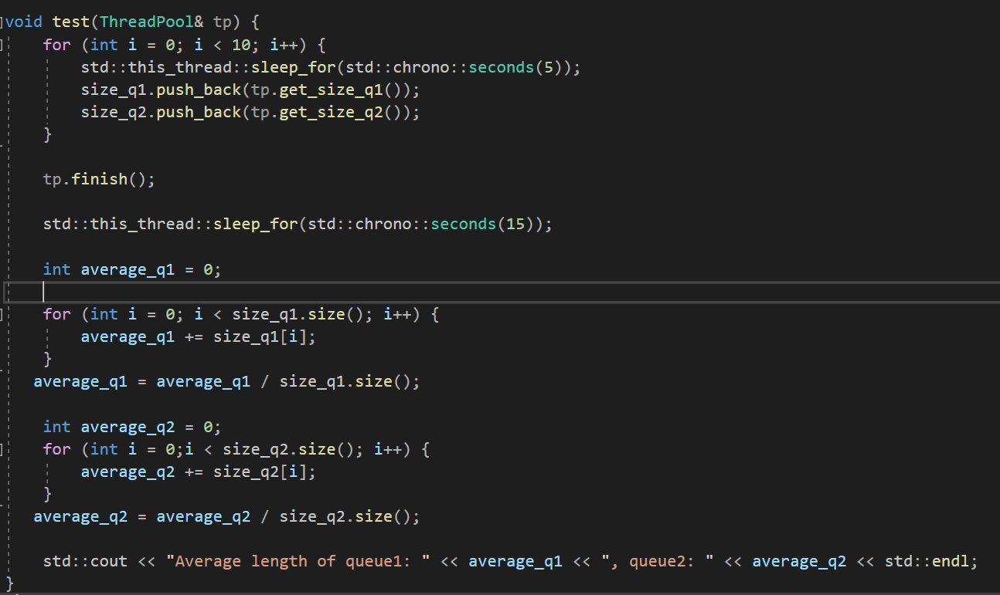 void test(ThreadPool& tp) {
for (int i = 0; i < 10; i++) {
std::this_thread::sleep_for(std::chrono::seconds(5));
size_q1.push_back(tp.get_size_q1());
size_q2.push_back(tp.get_size_q2());
}
tp.finish();
std::this_thread::sleep_for(std::chrono::seconds(15));
int average_q1 = 0;
for (int i = 0; i < size_q1.size(); i++) {
average_q1 += size_q1[i];
}
average_q1 = average_q1 / size_q1.size();
int average_q2 = 0;
for (int i = 0;i < size_q2.size(); i++) {
average_q2 += size_q2[i];
}
average_q2 = average_q2 / size_q2.size();
std::cout << "Average length of queue1: " << average_q1 << ", queue2: " << average_q2 << std::endl;
}